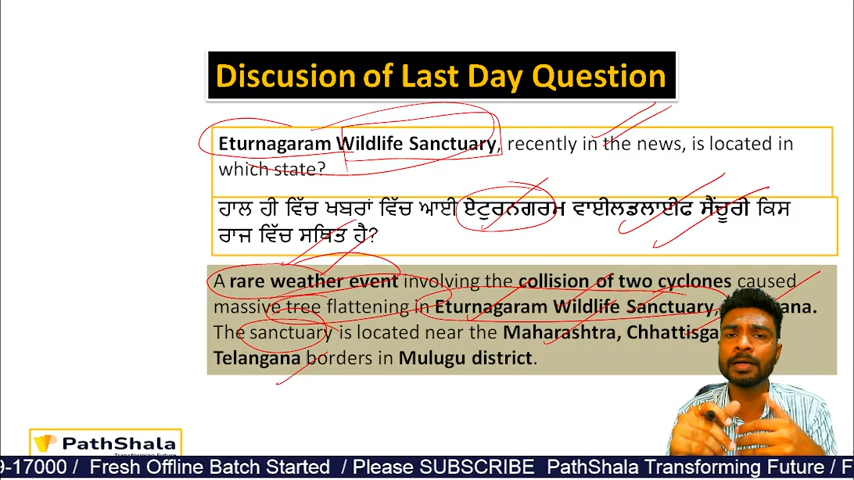 Discusion of Last Day Question
Eturnagaram Wildlife Sanctuary, recently in the news, is located in
which state?
ਹਾਲ ਹੀ ਵਿੱਚ ਖਬਰਾਂ ਵਿੱਚ ਆਈ ਏਟੁਰਨਗਰਮ ਵਾਈਲਡਲਾਈਫ ਸੈਂਚੂਰੀ ਕਿਸ
ਰਾਜ ਵਿੱਚ ਸਥਿਤ ਹੈ?
A rare weather event involving the collision of two cyclones caused
massive tree flattening in Eturnagaram Wildlife Sanctuary,
The sanctuary is located near the Maharashtra,
Telangana borders in Mulugu district.
PathShala
9-17000 / Fresh Offline Batch Started / Please SUBSCRIBE PathShala Transforming Future / F